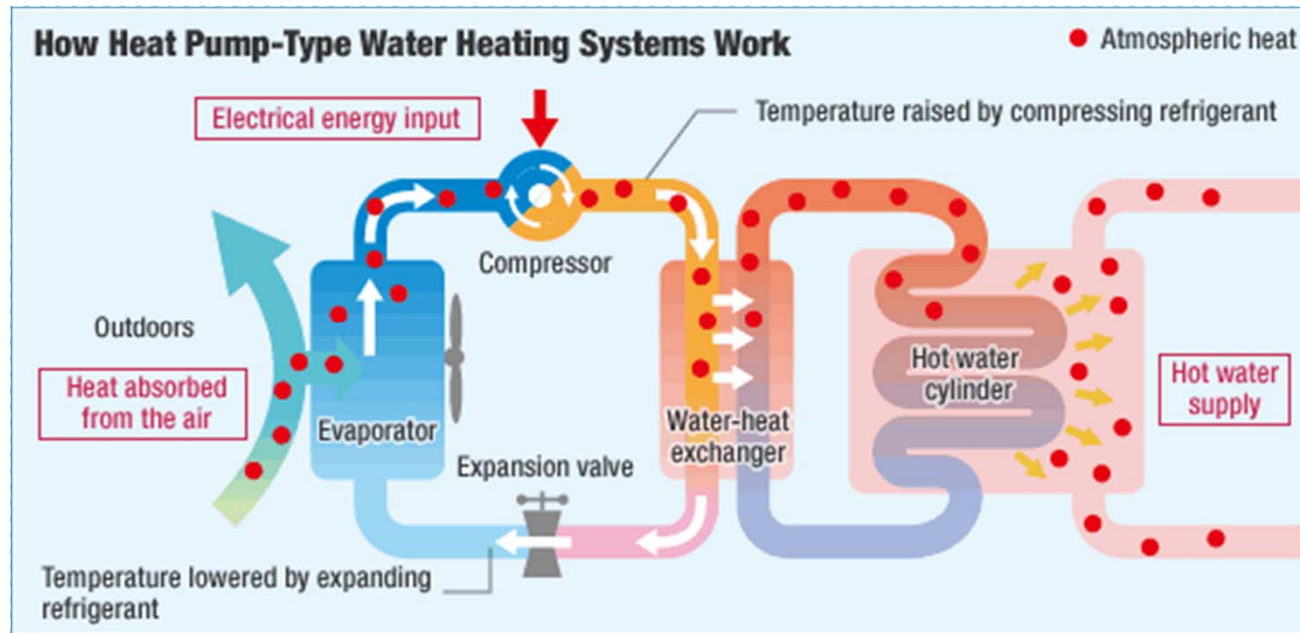 How Heat Pump-Type Water Heating Systems Work
Atmospheric heat
Electrical energy input
Temperature raised by compressing refrigerant
Compressor
Outdoors
Heat absorbed
from the air
Evaporator
Expansion valve
Water-heat
exchanger
Hot water
cylinder
Hot water
supply
Temperature lowered by expanding
refrigerant